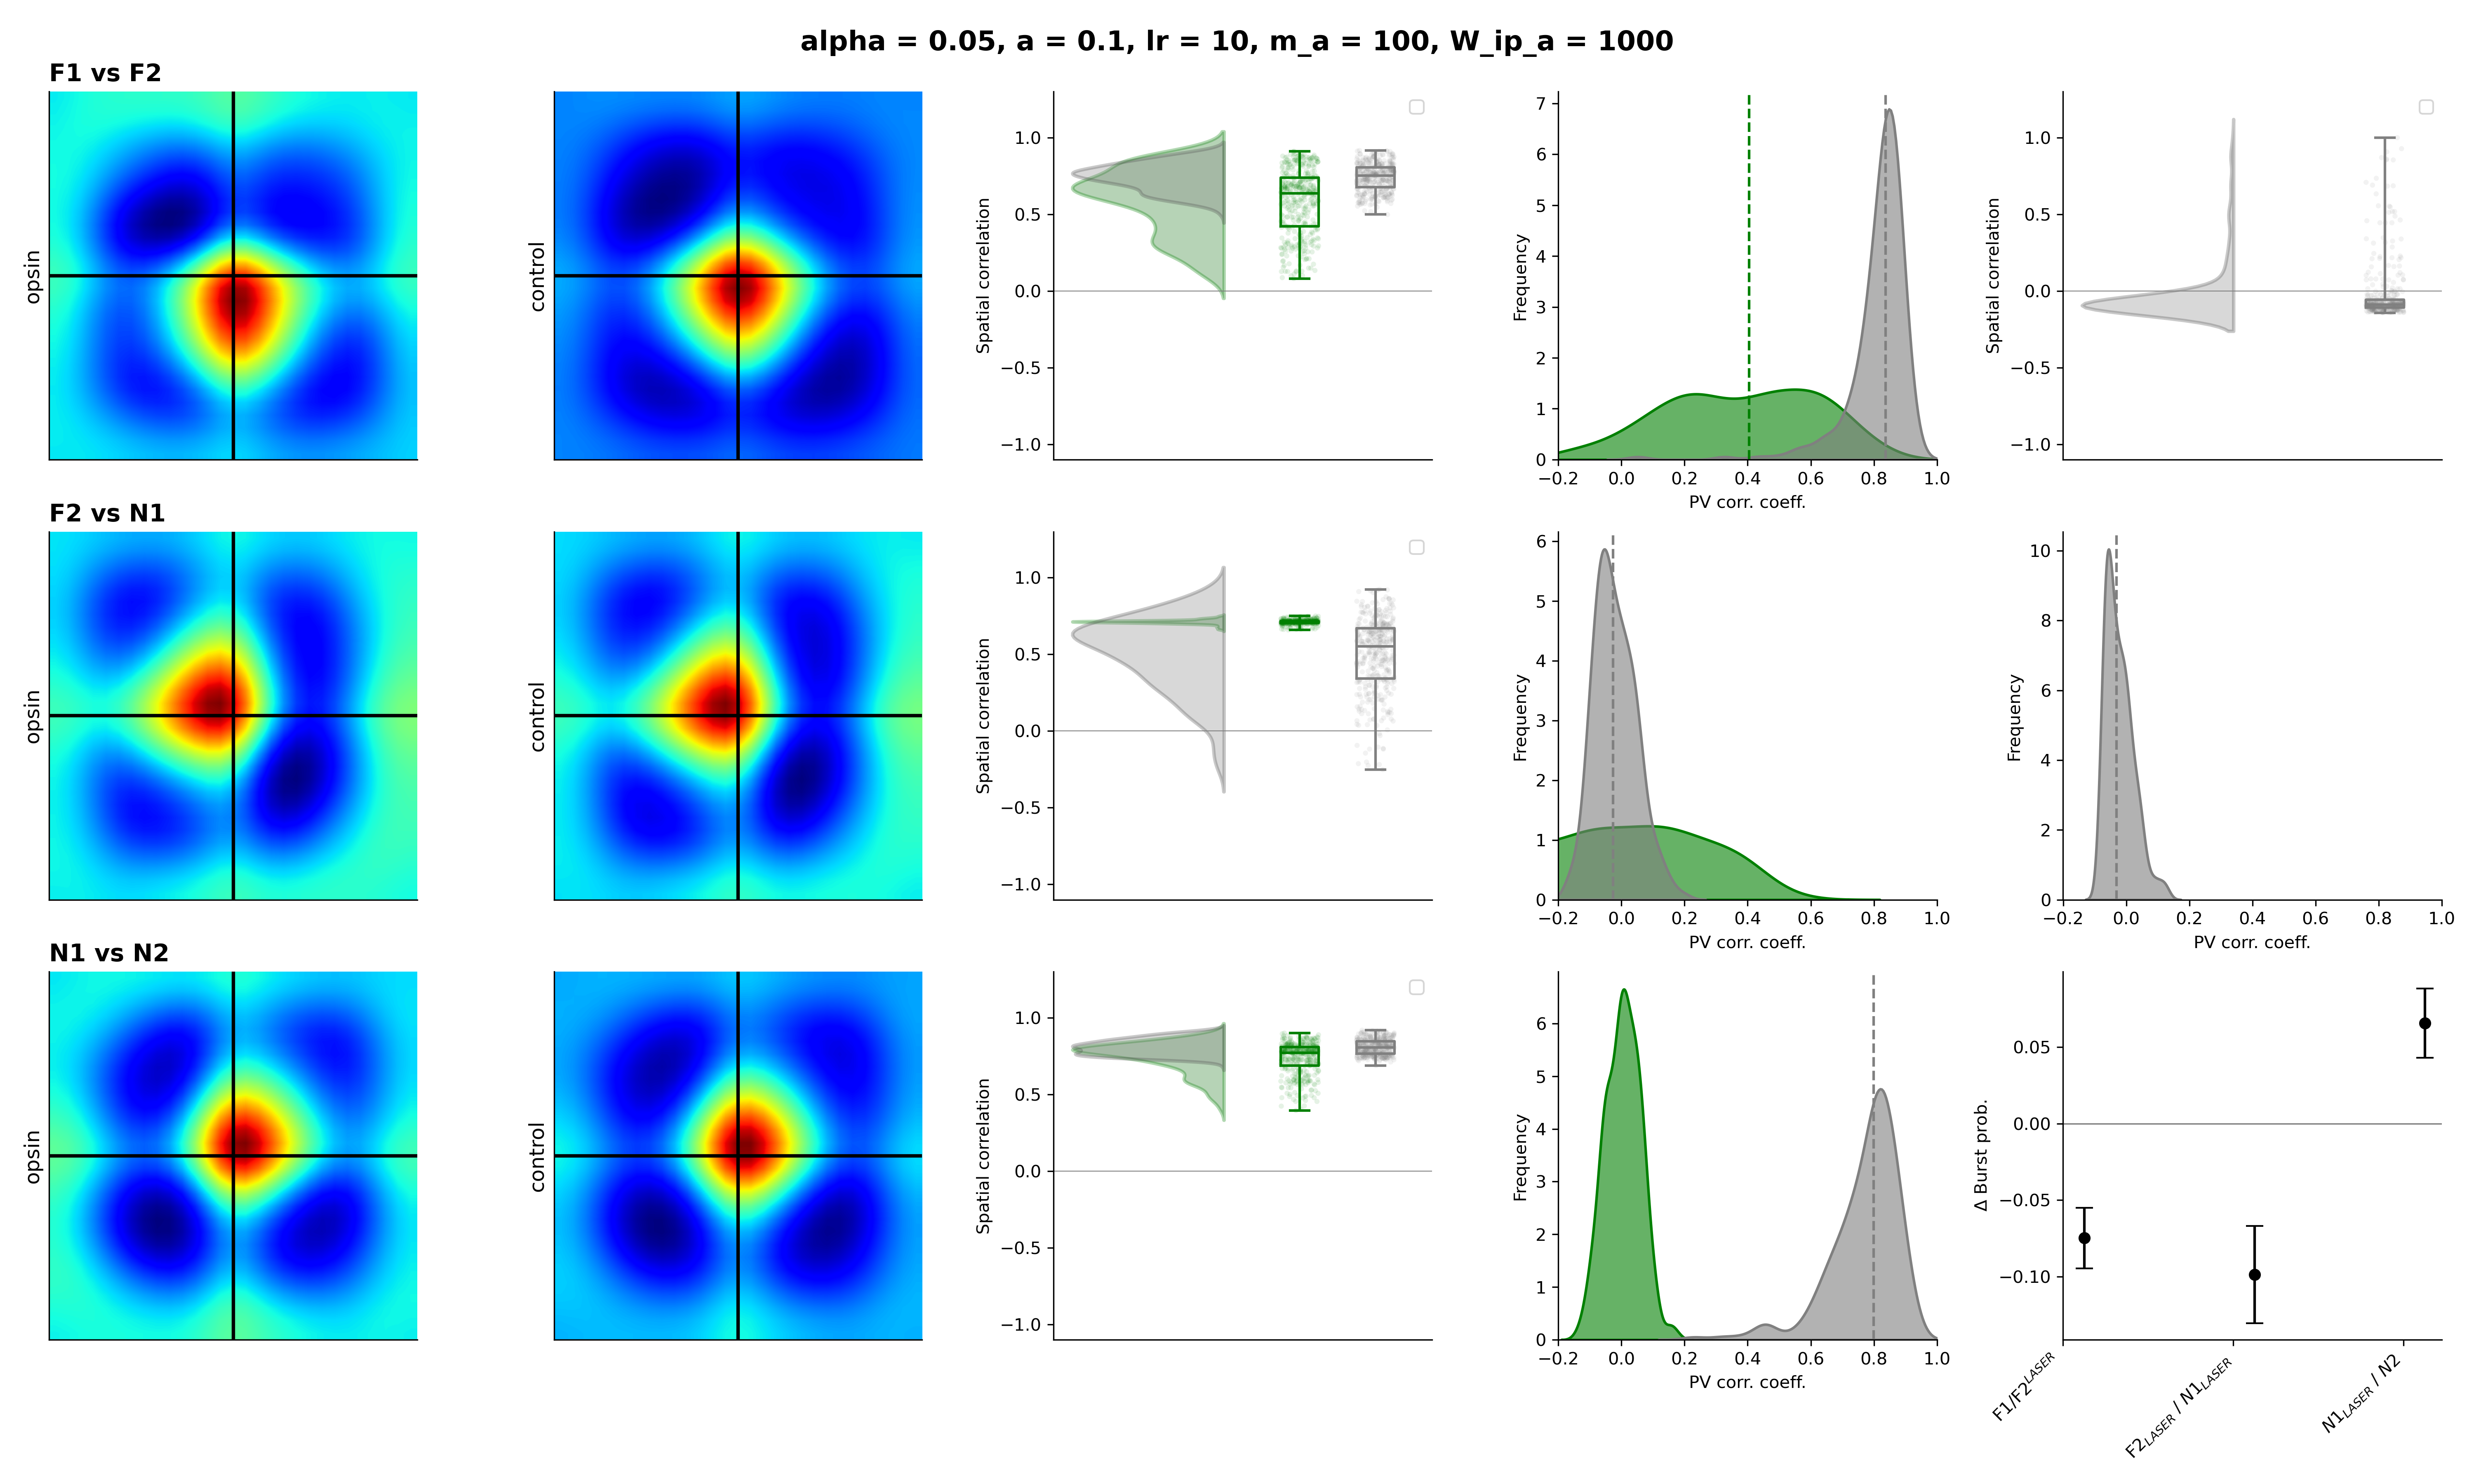 alpha = 0.05, a = 0.1, lr = 10, m_a = 100, W_ip_a = 1000
F1 vs F2
opsin
control
Spatial correlation
1.0
0.5
0.0
−0.5
−1.0
Frequency
7
6
5
4
3
2
1
0
−0.2 0.0 0.2 0.4 0.6 0.8 1.0
PV corr. coeff.
Spatial correlation
1.0
0.5
0.0
−0.5
−1.0
F2 vs N1
opsin
control
Spatial correlation
1.0
0.5
0.0
−0.5
−1.0
Frequency
6
5
4
3
2
1
0
−0.2 0.0 0.2 0.4 0.6 0.8 1.0
PV corr. coeff.
Frequency
10
8
6
4
2
0
−0.2 0.0 0.2 0.4 0.6 0.8 1.0
PV corr. coeff.
N1 vs N2
opsin
control
Spatial correlation
1.0
0.5
0.0
−0.5
−1.0
Frequency
6
5
4
3
2
1
0
−0.2 0.0 0.2 0.4 0.6 0.8 1.0
PV corr. coeff.
Δ Burst prob.
0.05
0.00
−0.05
−0.10
F1/F2^LASER
F2_LASER / N1_LASER
N1_LASER / N2